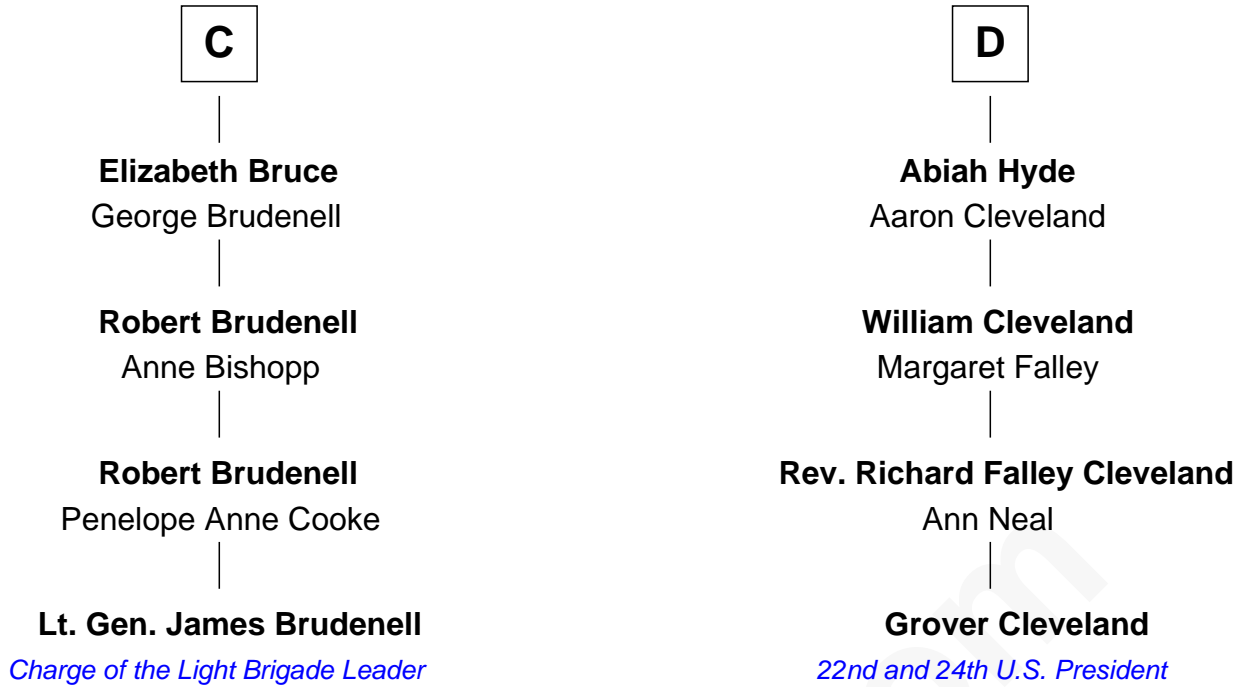 C
Elizabeth Bruce
George Brudenell
Robert Brudenell
Anne Bishopp
Robert Brudenell
Penelope Anne Cooke
Lt. Gen. James Brudenell
Charge of the Light Brigade Leader
D
Abiah Hyde
Aaron Cleveland
William Cleveland
Margaret Falley
Rev. Richard Falley Cleveland
Ann Neal
Grover Cleveland
22nd and 24th U.S. President